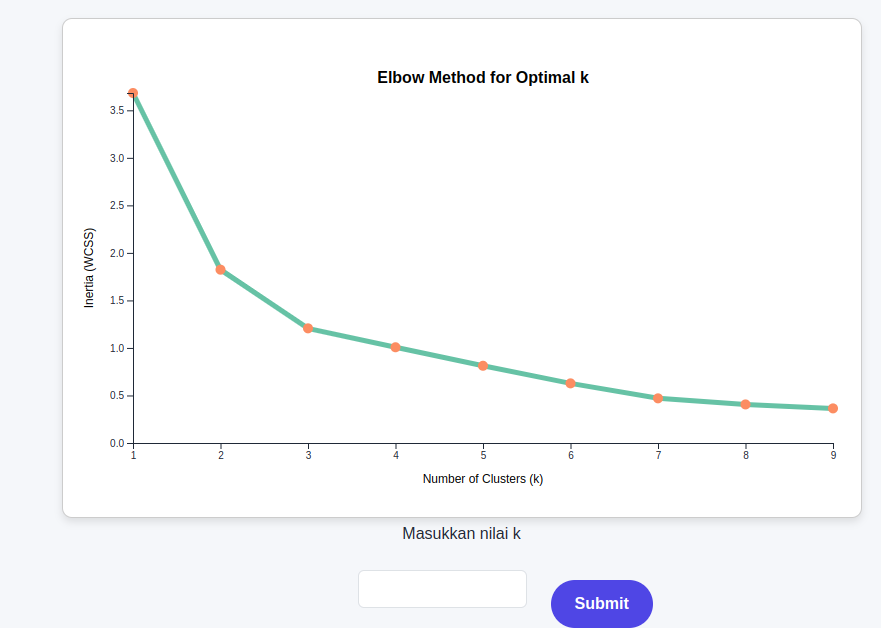 Elbow Method for Optimal k
3.5
3.0
2.5
2.0
1.5
1.0
0.5
0.0
Inertia (WCSS)
1 2 3 4 5 6 7 8 9
Number of Clusters (k)
Masukkan nilai k
Submit